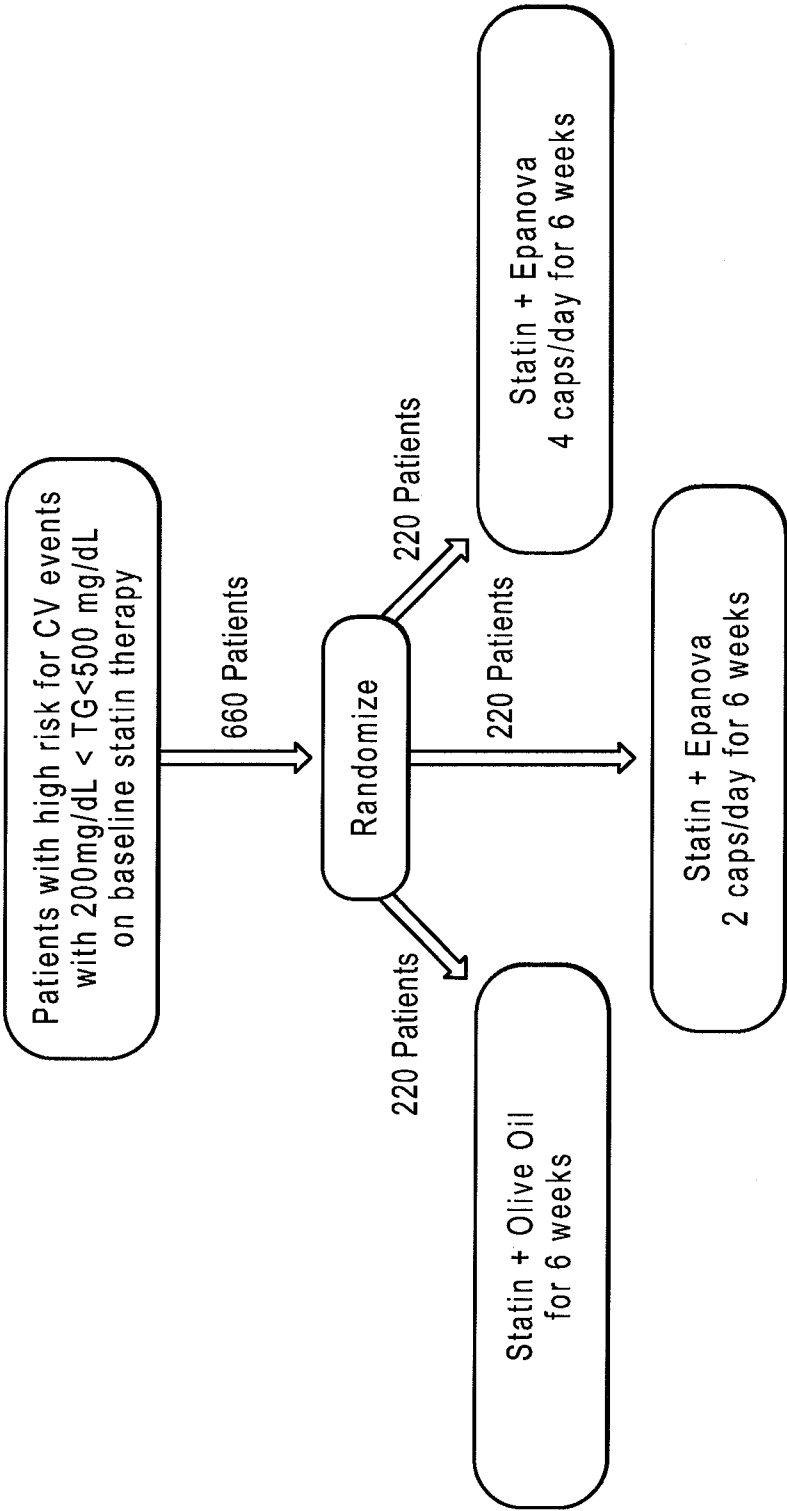 Patients with high risk for CV events
with 200mg/dL < TG<500 mg/dL
on baseline statin therapy
660 Patients
Randomize
220 Patients
220 Patients
220 Patients
Statin + Olive Oil
for 6 weeks
Statin + Epanova
2 caps/day for 6 weeks
Statin + Epanova
4 caps/day for 6 weeks